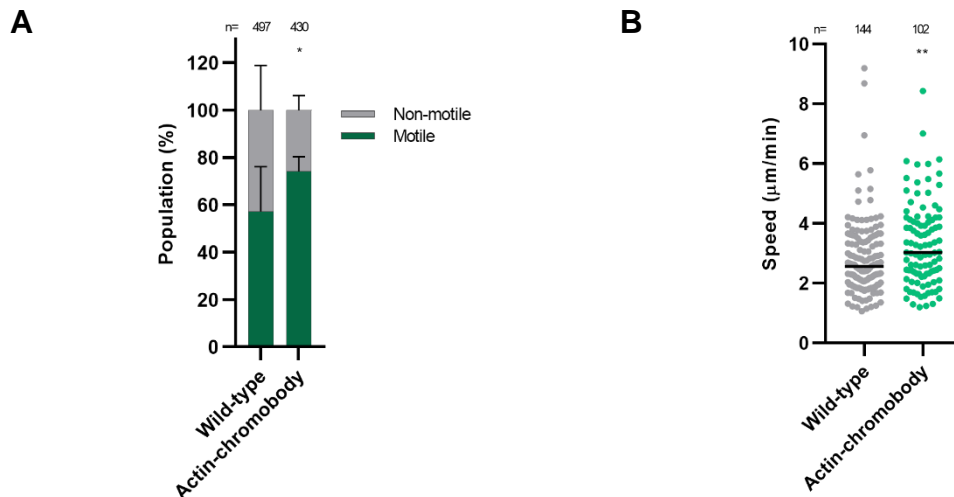 A
n= 497 430
*
120
100
80
60
40
20
0
Population (%)
Wild-type
Actin-chromobody
Non-motile
Motile
B
n= 144 102
**
10
8
6
4
2
0
Speed (μm/min)
Wild-type
Actin-chromobody